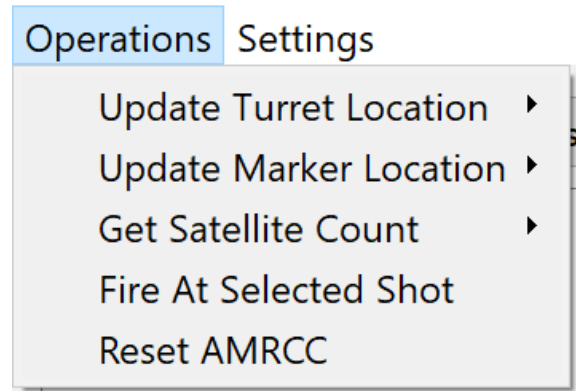 Operations Settings
Update Turret Location
Update Marker Location
Get Satellite Count
Fire At Selected Shot
Reset AMRCC